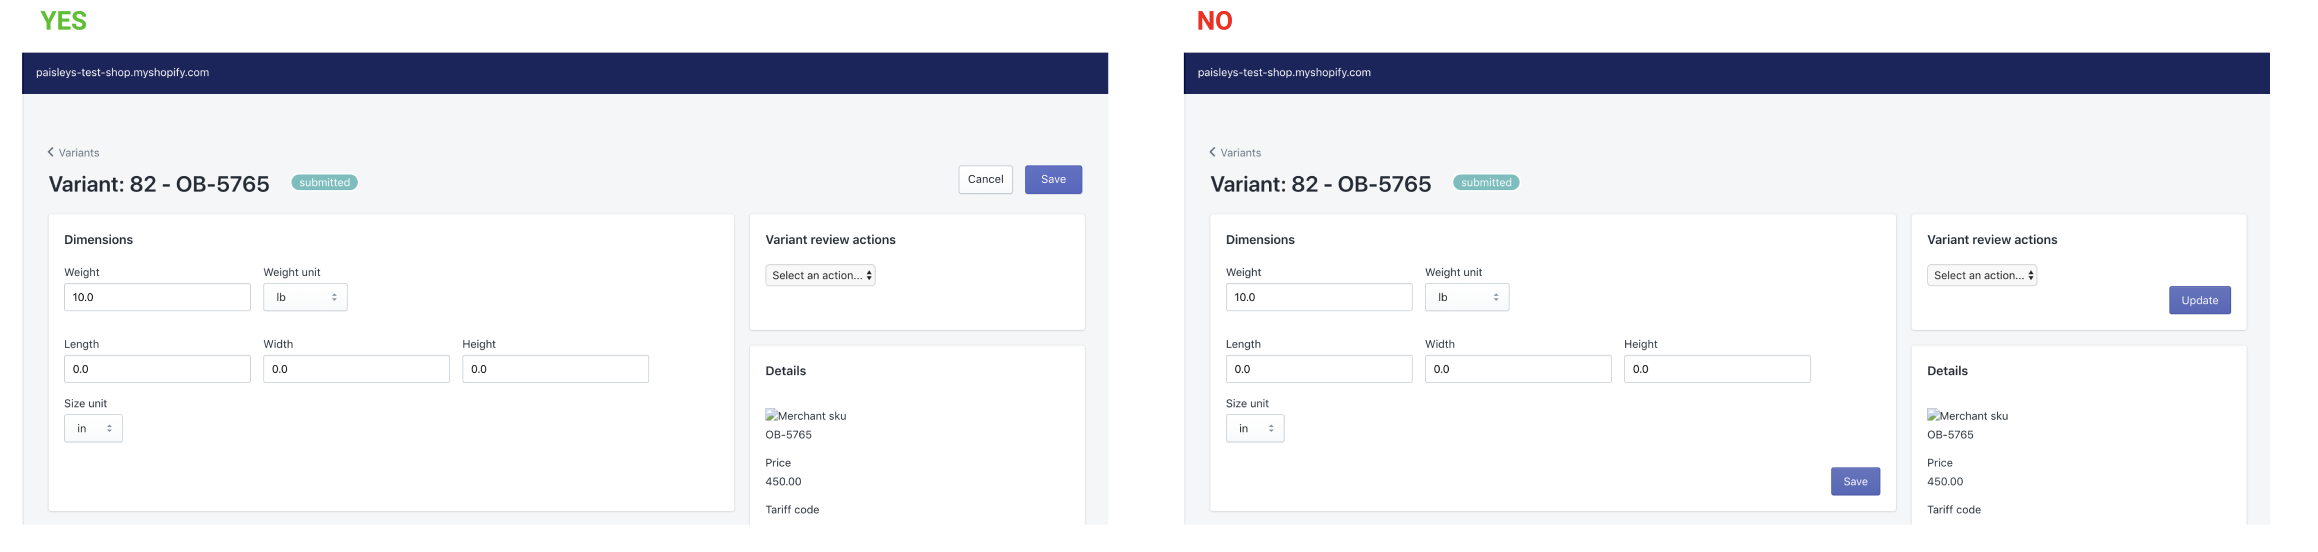 YES
paisleys-test-shop.myshopify.com
Variants
Variant: 82 - OB-5765 submitted
Cancel Save
Dimensions
Weight Weight unit
10.0 lb
Length Width Height
0.0 0.0 0.0
Size unit
in
Variant review actions
Select an action...
Details
Merchant sku
OB-5765
Price
450.00
Tariff code
NO
paisleys-test-shop.myshopify.com
Variants
Variant: 82 - OB-5765 submitted
Dimensions
Weight Weight unit
10.0 lb
Length Width Height
0.0 0.0 0.0
Size unit
in
Save
Variant review actions
Select an action...
Update
Details
Merchant sku
OB-5765
Price
450.00
Tariff code